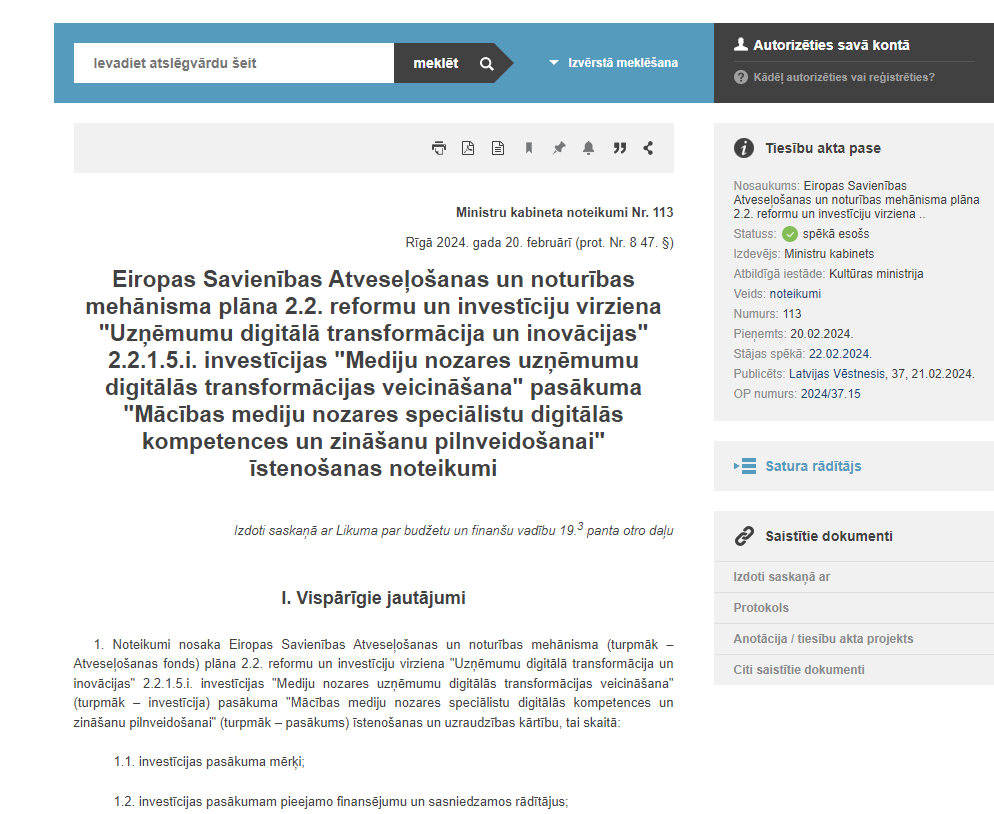 Ievadiet atslēgvārdu šeit
meklēt
Izvērstā meklēšana
Autorizēties savā kontā
? Kādēļ autorizēties vai reģistrēties?
Ministru kabineta noteikumi Nr. 113
Rīgā 2024. gada 20. februārī (prot. Nr. 8 47. §)
Eiropas Savienības Atveseļošanas un noturības
mehānisma plāna 2.2. reformu un investīciju virziena
"Uzņēmumu digitālā transformācija un inovācijas"
2.2.1.5.i. investīcijas "Mediju nozares uzņēmumu
digitālās transformācijas veicināšana" pasākuma
"Mācības mediju nozares speciālistu digitālās
kompetences un zināšanu pilnveidošanai"
īstenošanas noteikumi
Izdoti saskaņā ar Likuma par budžetu un finanšu vadību 19.³ panta otro daļu
I. Vispārīgie jautājumi
1. Noteikumi nosaka Eiropas Savienības Atveseļošanas un noturības mehānisma (turpmāk –
Atveseļošanas fonds) plāna 2.2. reformu un investīciju virziena "Uzņēmumu digitālā transformācija un
inovācijas" 2.2.1.5.i. investīcijas "Mediju nozares uzņēmumu digitālās transformācijas veicināšana"
(turpmāk – investīcija) pasākuma "Mācības mediju nozares speciālistu digitālās kompetences un
zināšanu pilnveidošanai" (turpmāk – pasākums) īstenošanas un uzraudzības kārtību, tai skaitā:
1.1. investīcijas pasākuma mērķi;
1.2. investīcijas pasākumam pieejamo finansējumu un sasniedzamos rādītājus;
Tiesību akta pase
Nosaukums: Eiropas Savienības
Atveseļošanas un noturības mehānisma plāna
2.2. reformu un investīciju virziena ..
Statuss: spēkā esošs
Izdevējs: Ministru kabinets
Atbildīgā iestāde: Kultūras ministrija
Veids: noteikumi
Numurs: 113
Pieņemts: 20.02.2024.
Stājas spēkā: 22.02.2024.
Publicēts: Latvijas Vēstnesis, 37, 21.02.2024.
OP numurs: 2024/37.15
Satura rādītājs
Saistītie dokumenti
Izdoti saskaņā ar
Protokols
Anotācija / tiesību akta projekts
Citi saistītie dokumenti